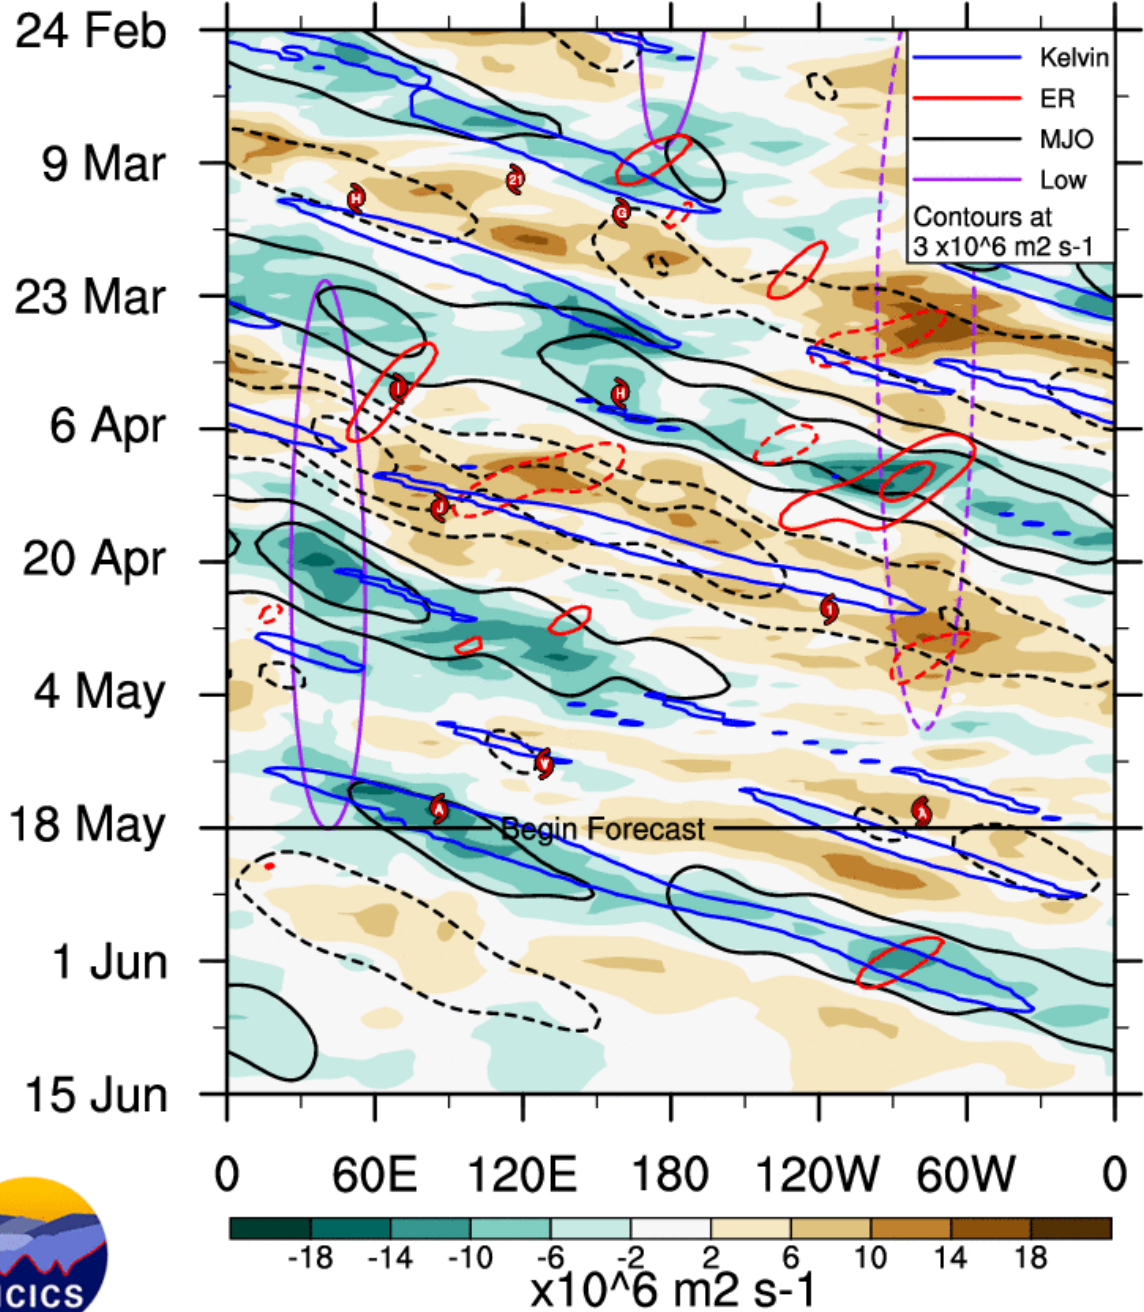 24 Feb
Kelvin
ER
MJO
Low
Contours at
3 x10^6 m2 s-1
9 Mar
21
H
G
23 Mar
I
H
6 Apr
J
20 Apr
1
4 May
V
A
A
18 May
Begin Forecast
1 Jun
15 Jun
0 60E 120E 180 120W 60W 0
-18 -14 -10 -6 -2 2 6 10 14 18
x10^6 m2 s-1
CICS